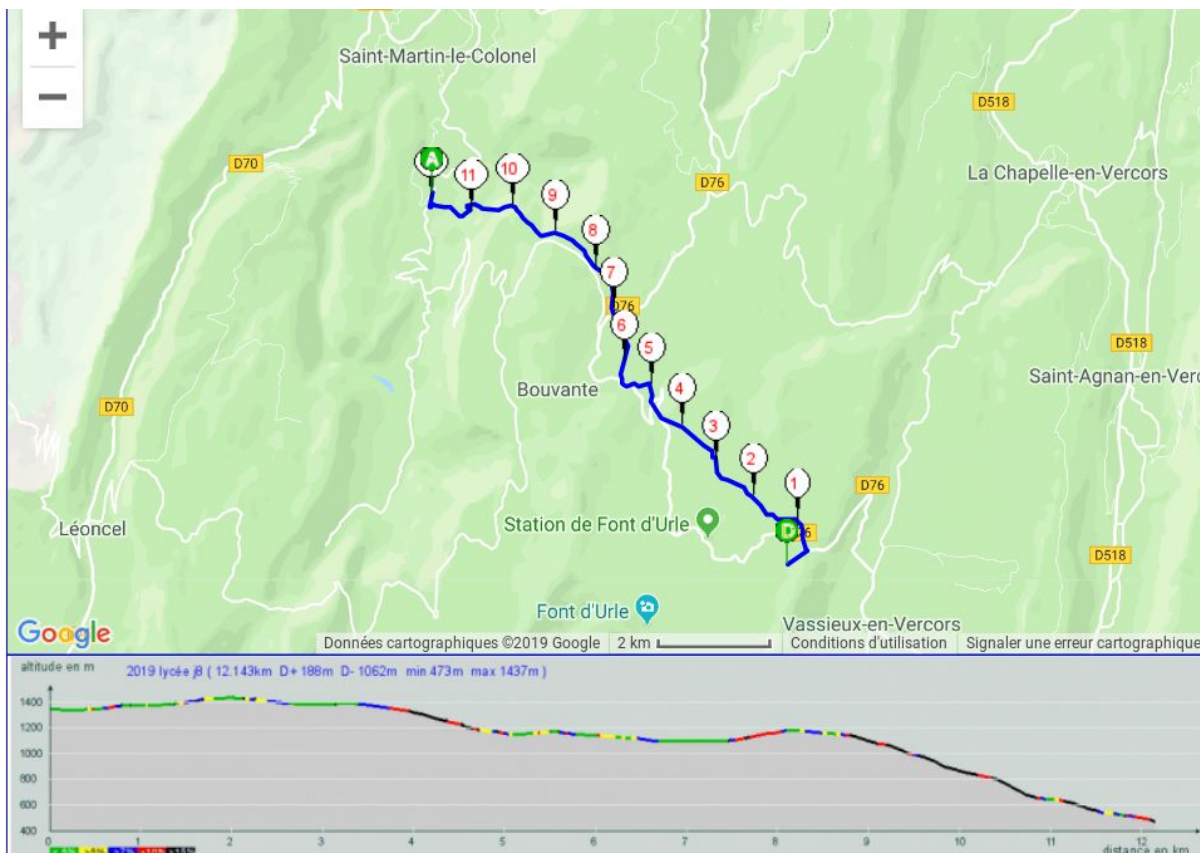 +
−
Saint-Martin-le-Colonel
D518
D70
A
11
10
D76
La Chapelle-en-Vercors
9
8
7
D76
6
5
D518
Bouvante
Saint-Agnan-en-Verc
D70
4
3
2
1
D76
Léoncel
Station de Font d'Urle
D
D518
Font d'Urle
Vassieux-en-Vercors
Google
Données cartographiques ©2019 Google 2 km Conditions d'utilisation Signaler une erreur cartographique
altitude en m
2019 lycée j8 ( 12.143km D+ 188m D- 1062m min 473m max 1437m )
1400
1200
1000
800
600
400
0 1 2 3 4 5 6 7 8 9 10 11 12
distance en km